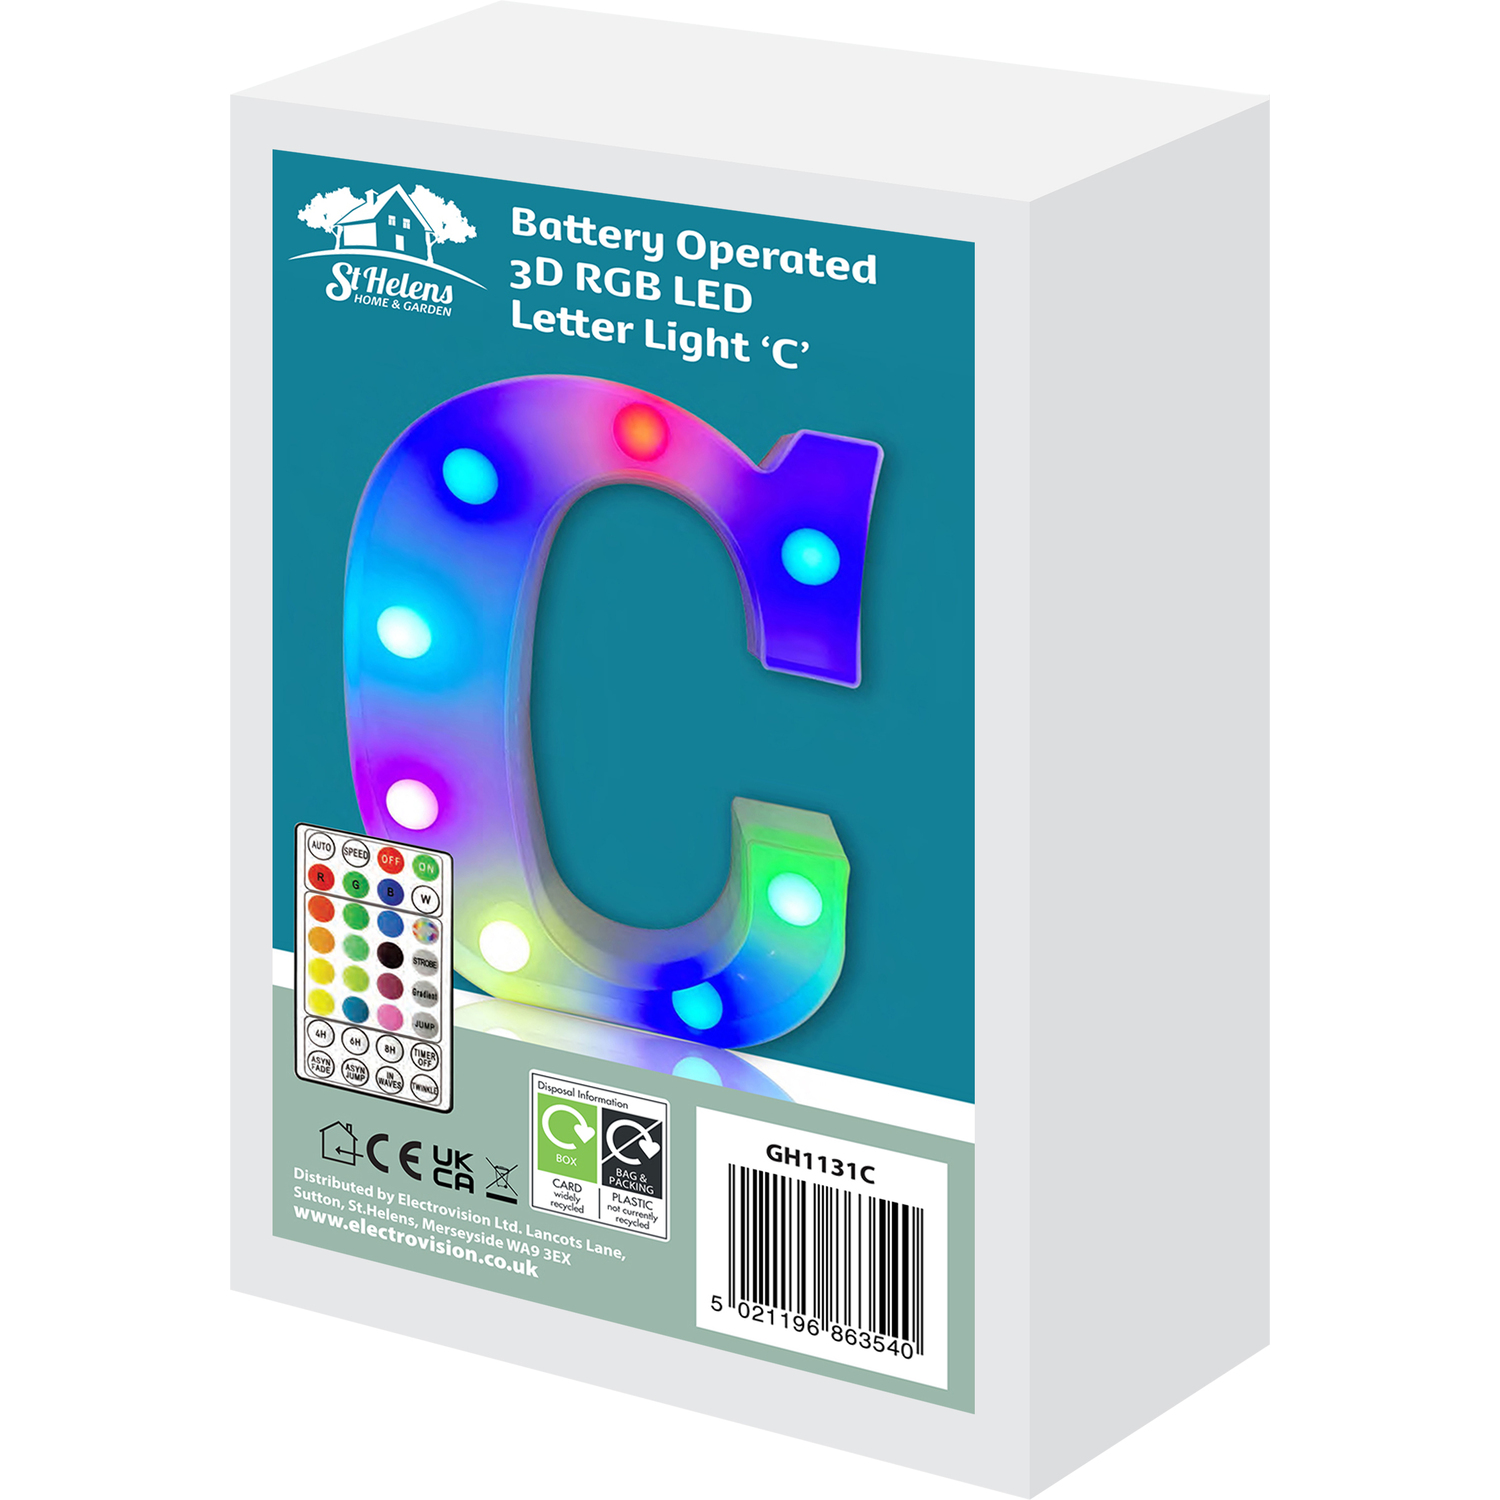 St Helens
HOME & GARDEN
Battery Operated
3D RGB LED
Letter Light ‘C’
AUTO SPEED OFF ON
R G B W
STROBE
Gradient
JUMP
4H 6H 8H TIMER OFF
ASYN FADE ASYN JUMP IN WAVES TWINKLE
CE UK CA
Distributed by Electrovision Ltd. Lancots Lane,
Sutton, St.Helens, Merseyside WA9 3EX
www.electrovision.co.uk
Disposal Information
BOX
CARD
widely
recycled
BAG &
PACKING
PLASTIC
not currently
recycled
GH1131C
5 021196 863540